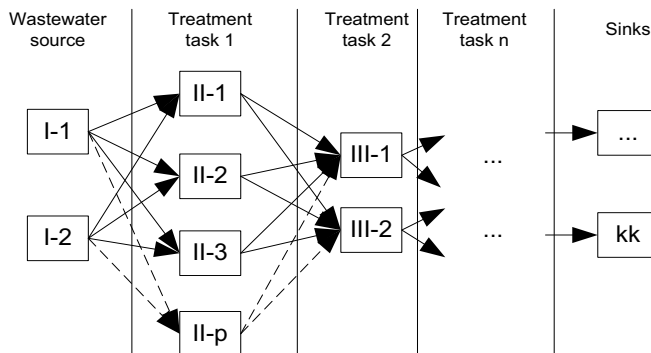 Wastewater
source
Treatment
task 1
Treatment
task 2
Treatment
task n
Sinks
I-1
I-2
II-1
II-2
II-3
II-p
III-1
III-2
...
...
...
kk